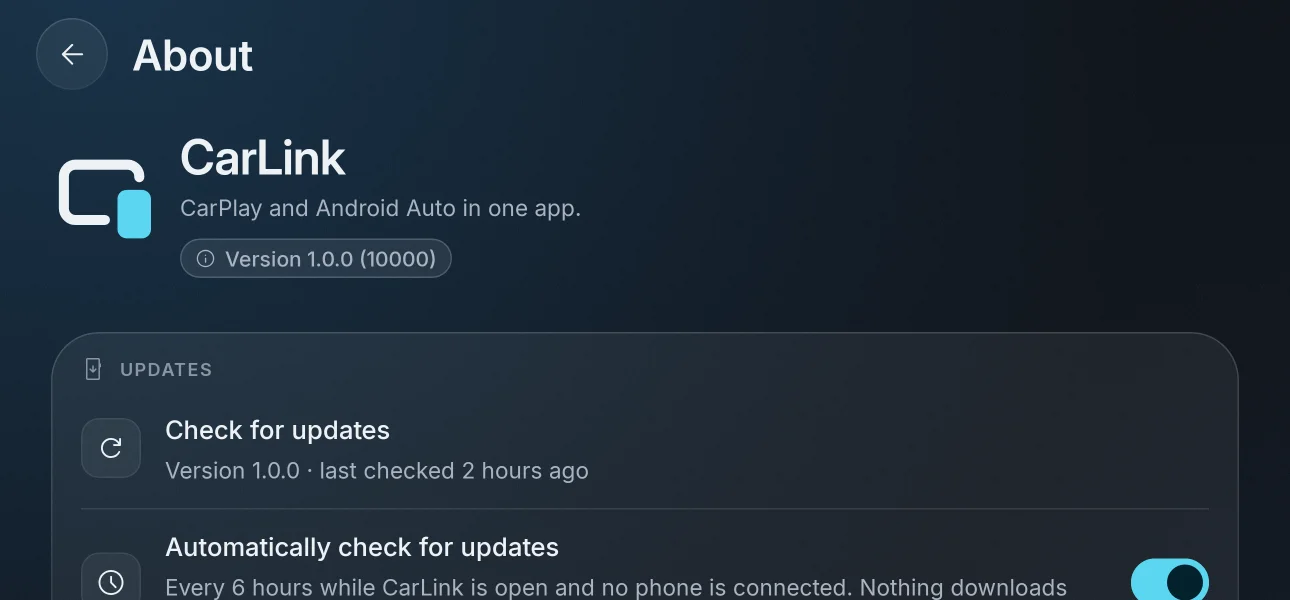 About
CarLink
CarPlay and Android Auto in one app.
Version 1.0.0 (10000)
UPDATES
Check for updates
Version 1.0.0 · last checked 2 hours ago
Automatically check for updates
Every 6 hours while CarLink is open and no phone is connected. Nothing downloads